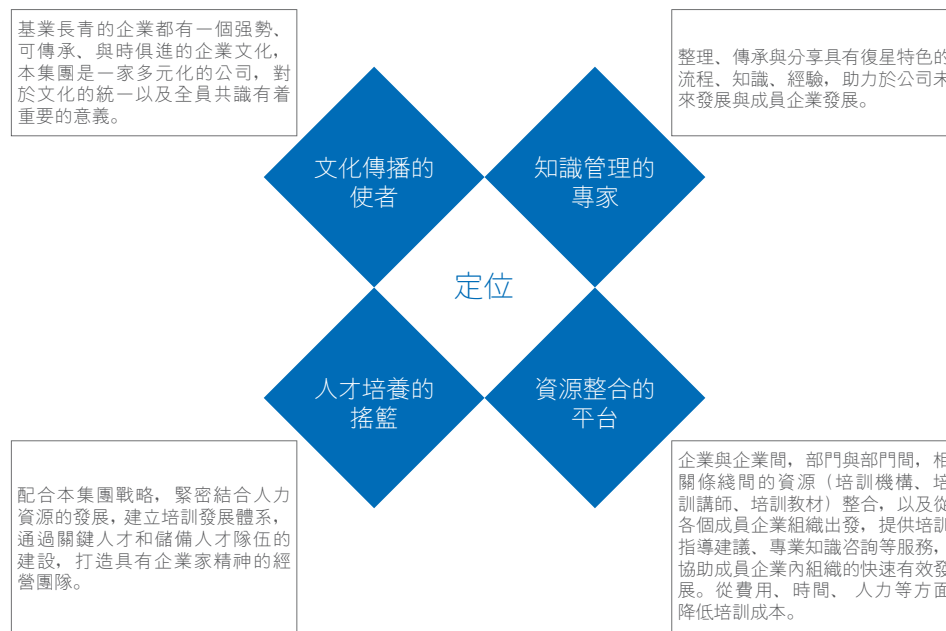 基業長青的企業都有一個强勢、
可傳承、與時俱進的企業文化，
本集團是一家多元化的公司，對
於文化的統一以及全員共識有着
重要的意義。
整理、傳承與分享具有復星特色的
流程、知識、經驗，助力於公司未
來發展與成員企業發展。
文化傳播的
使者
知識管理的
專家
定位
人才培養的
搖籃
資源整合的
平台
配合本集團戰略，緊密結合人力
資源的發展，建立培訓發展體系，
通過關鍵人才和儲備人才隊伍的
建設，打造具有企業家精神的經
營團隊。
企業與企業間，部門與部門間，相
關條綫間的資源（培訓機構、培
訓講師、培訓教材）整合，以及從
各個成員企業組織出發，提供培訓
指導建議、專業知識咨詢等服務，
協助成員企業內組織的快速有效發
展。從費用、時間、 人力等方面
降低培訓成本。